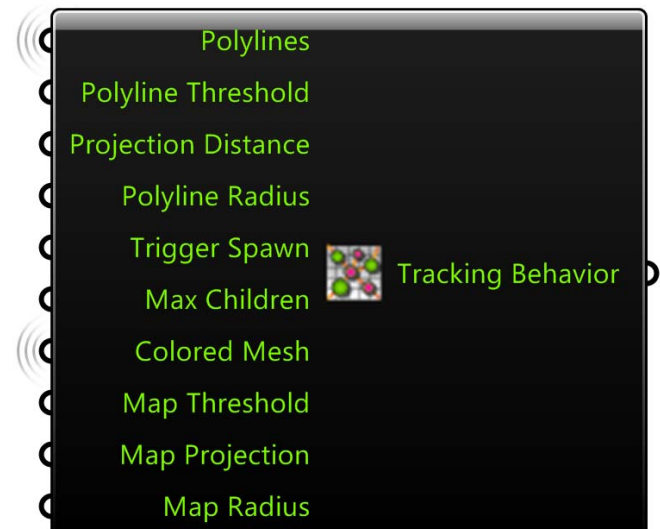 Polylines
Polyline Threshold
Projection Distance
Polyline Radius
Trigger Spawn
Tracking Behavior
Max Children
Colored Mesh
Map Threshold
Map Projection
Map Radius